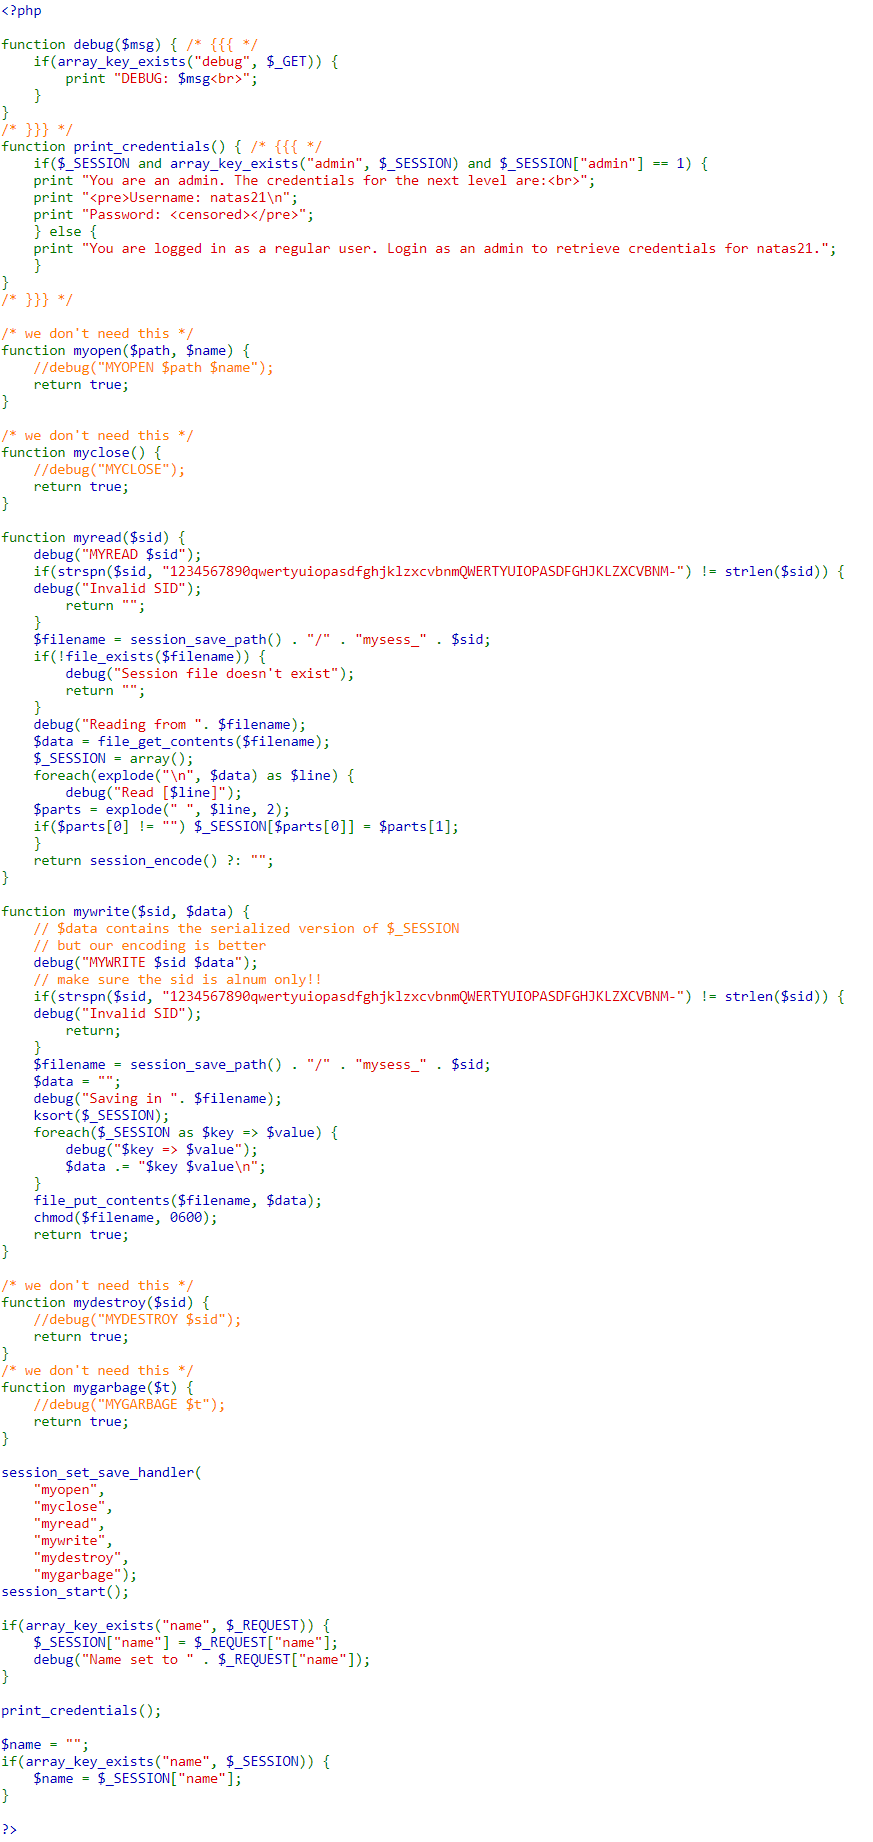 <?php

function debug($msg) { /* {{{ */
    if(array_key_exists("debug", $_GET)) {
        print "DEBUG: $msg<br>";
    }
}
/* }}} */
function print_credentials() { /* {{{ */
    if($_SESSION and array_key_exists("admin", $_SESSION) and $_SESSION["admin"] == 1) {
    print "You are an admin. The credentials for the next level are:<br>";
    print "<pre>Username: natas21\n";
    print "Password: <censored></pre>";
    } else {
    print "You are logged in as a regular user. Login as an admin to retrieve credentials for natas21.";
    }
}
/* }}} */

/* we don't need this */
function myopen($path, $name) {
    //debug("MYOPEN $path $name");
    return true;
}

/* we don't need this */
function myclose() {
    //debug("MYCLOSE");
    return true;
}

function myread($sid) {
    debug("MYREAD $sid");
    if(strspn($sid, "1234567890qwertyuiopasdfghjklzxcvbnmQWERTYUIOPASDFGHJKLZXCVBNM-") != strlen($sid)) {
    debug("Invalid SID");
        return "";
    }
    $filename = session_save_path() . "/" . "mysess_" . $sid;
    if(!file_exists($filename)) {
        debug("Session file doesn't exist");
        return "";
    }
    debug("Reading from ". $filename);
    $data = file_get_contents($filename);
    $_SESSION = array();
    foreach(explode("\n", $data) as $line) {
        debug("Read [$line]");
    $parts = explode(" ", $line, 2);
    if($parts[0] != "") $_SESSION[$parts[0]] = $parts[1];
    }
    return session_encode() ?: "";
}

function mywrite($sid, $data) {
    // $data contains the serialized version of $_SESSION
    // but our encoding is better
    debug("MYWRITE $sid $data");
    // make sure the sid is alnum only!!
    if(strspn($sid, "1234567890qwertyuiopasdfghjklzxcvbnmQWERTYUIOPASDFGHJKLZXCVBNM-") != strlen($sid)) {
    debug("Invalid SID");
        return;
    }
    $filename = session_save_path() . "/" . "mysess_" . $sid;
    $data = "";
    debug("Saving in ". $filename);
    ksort($_SESSION);
    foreach($_SESSION as $key => $value) {
        debug("$key => $value");
        $data .= "$key $value\n";
    }
    file_put_contents($filename, $data);
    chmod($filename, 0600);
    return true;
}

/* we don't need this */
function mydestroy($sid) {
    //debug("MYDESTROY $sid");
    return true;
}
/* we don't need this */
function mygarbage($t) {
    //debug("MYGARBAGE $t");
    return true;
}

session_set_save_handler(
    "myopen",
    "myclose",
    "myread",
    "mywrite",
    "mydestroy",
    "mygarbage");
session_start();

if(array_key_exists("name", $_REQUEST)) {
    $_SESSION["name"] = $_REQUEST["name"];
    debug("Name set to " . $_REQUEST["name"]);
}

print_credentials();

$name = "";
if(array_key_exists("name", $_SESSION)) {
    $name = $_SESSION["name"];
}

?>